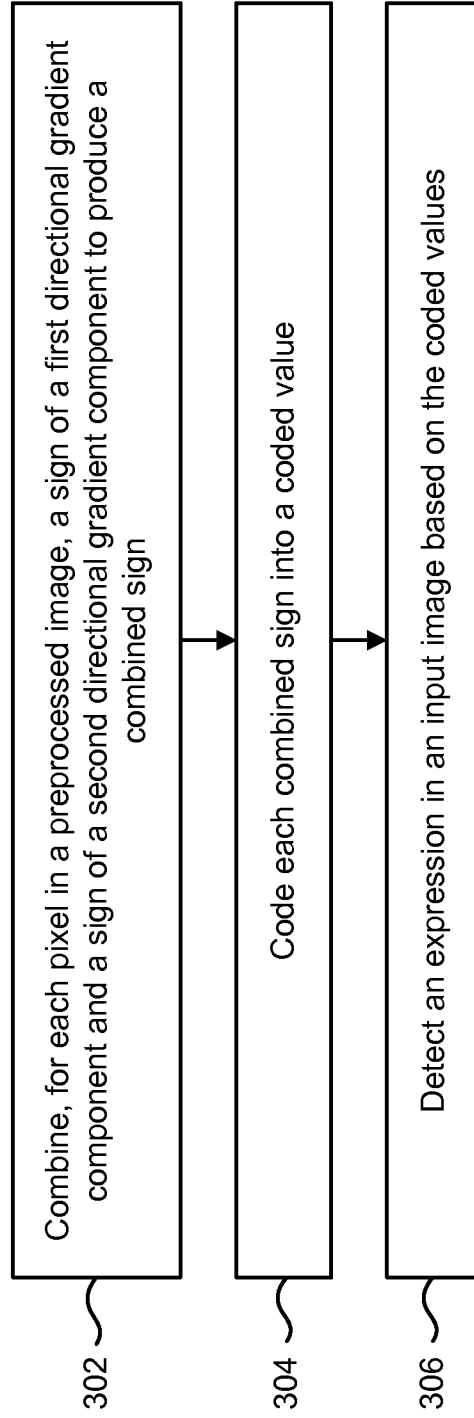 302
Combine, for each pixel in a preprocessed image, a sign of a first directional gradient
component and a sign of a second directional gradient component to produce a
combined sign
304
Code each combined sign into a coded value
306
Detect an expression in an input image based on the coded values